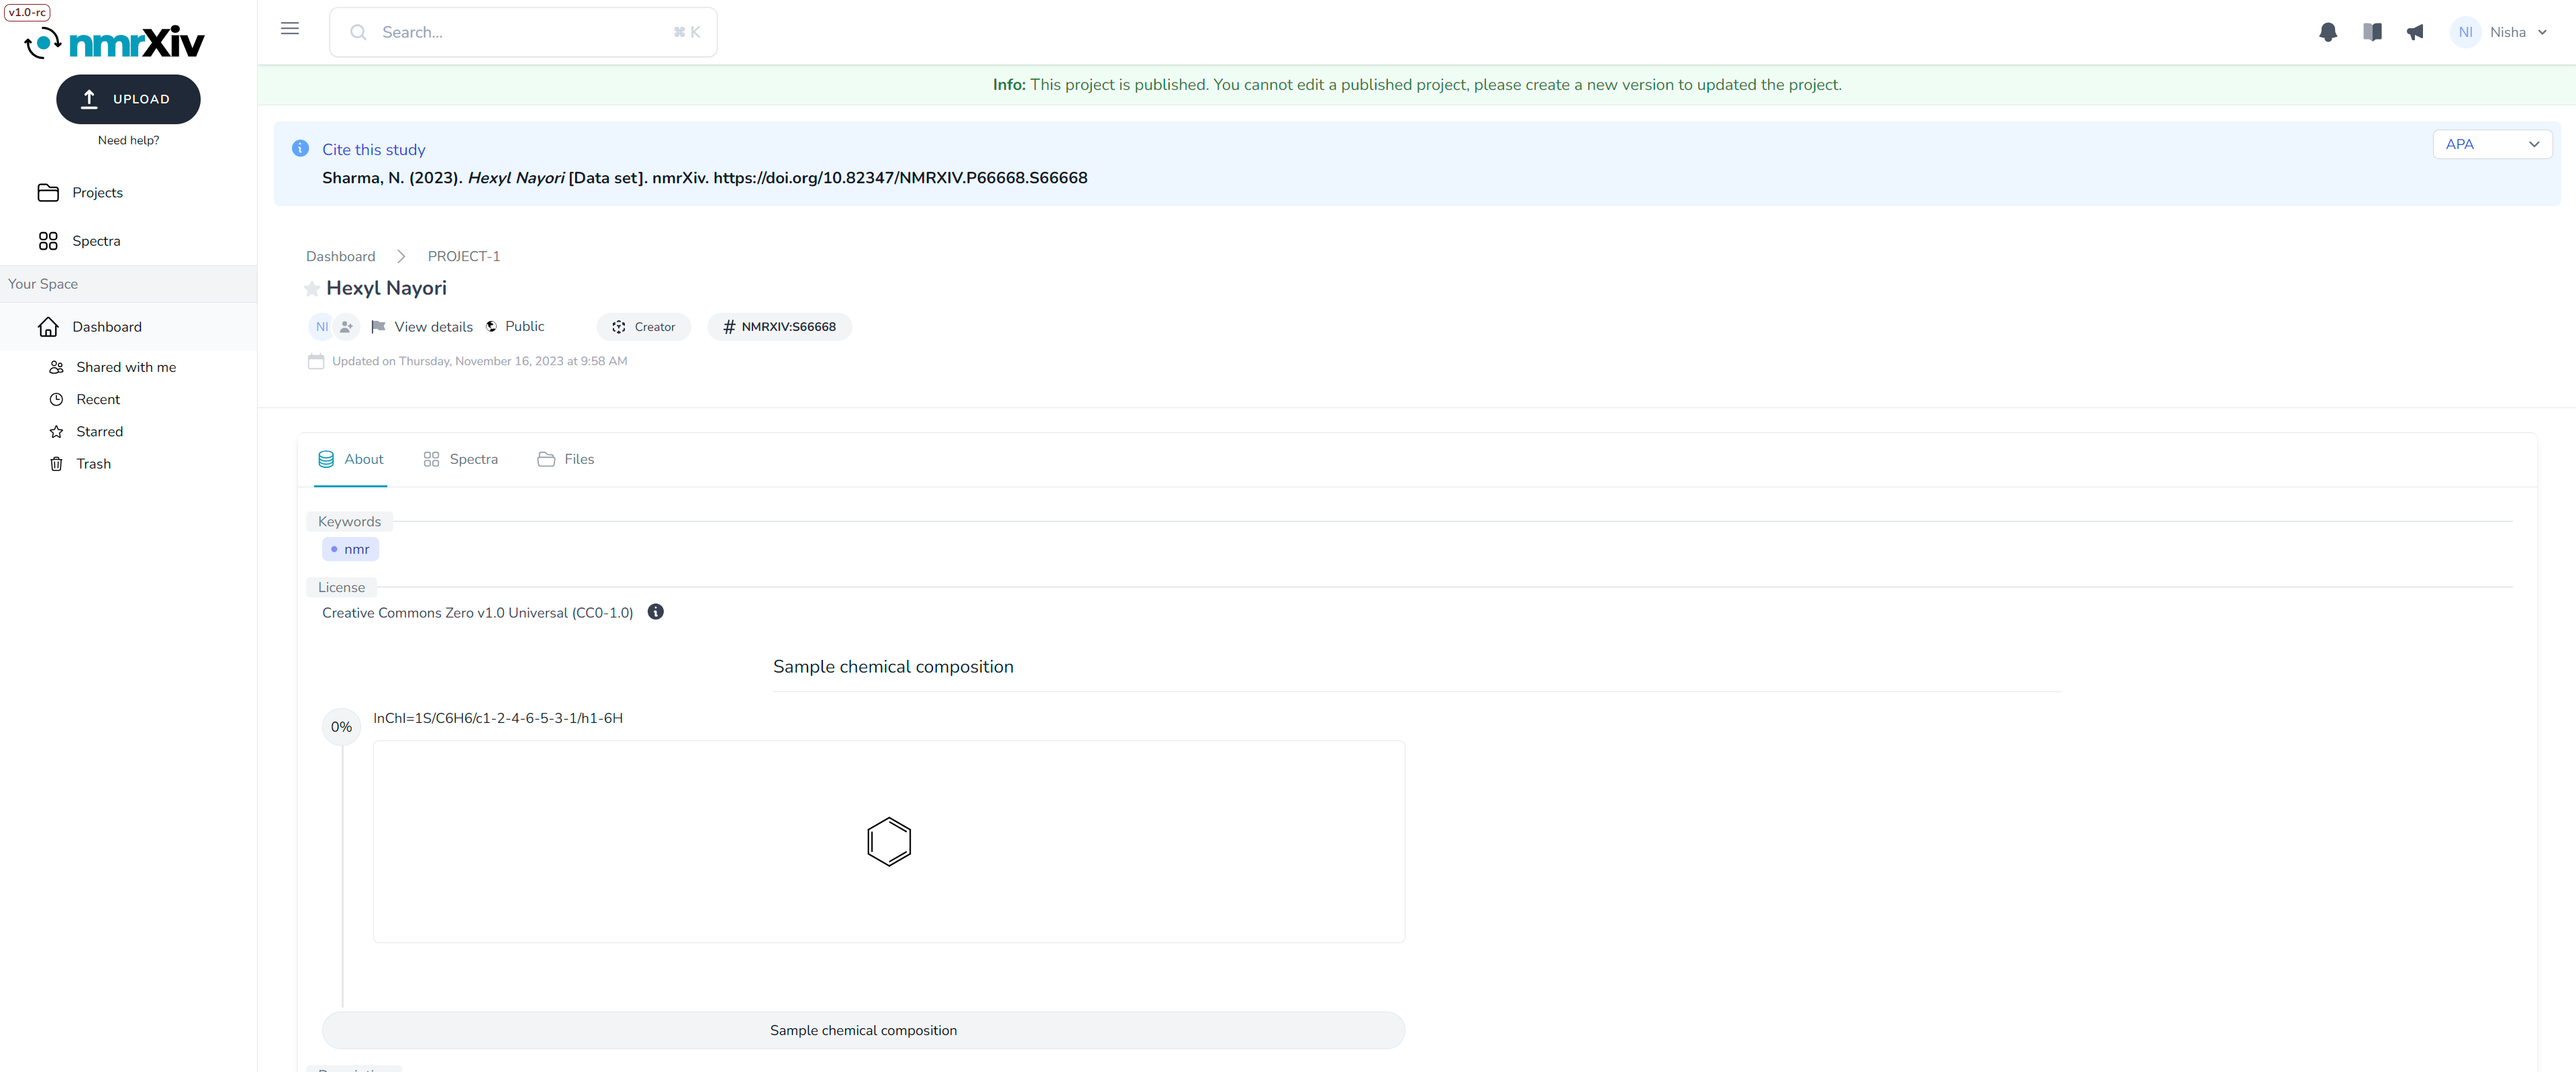 v1.0-rc
nmrXiv
UPLOAD
Need help?
Projects
Spectra
Your Space
Dashboard
Shared with me
Recent
Starred
Trash
Search...
⌘ K
NI Nisha
Info: This project is published. You cannot edit a published project, please create a new version to updated the project.
Cite this study
APA
Sharma, N. (2023). Hexyl Nayori [Data set]. nmrXiv. https://doi.org/10.82347/NMRXIV.P66668.S66668
Dashboard PROJECT-1
Hexyl Nayori
NI View details Public Creator # NMRXIV:S66668
Updated on Thursday, November 16, 2023 at 9:58 AM
About Spectra Files
Keywords
nmr
License
Creative Commons Zero v1.0 Universal (CC0-1.0)
Sample chemical composition
0% InChI=1S/C6H6/c1-2-4-6-5-3-1/h1-6H
Sample chemical composition